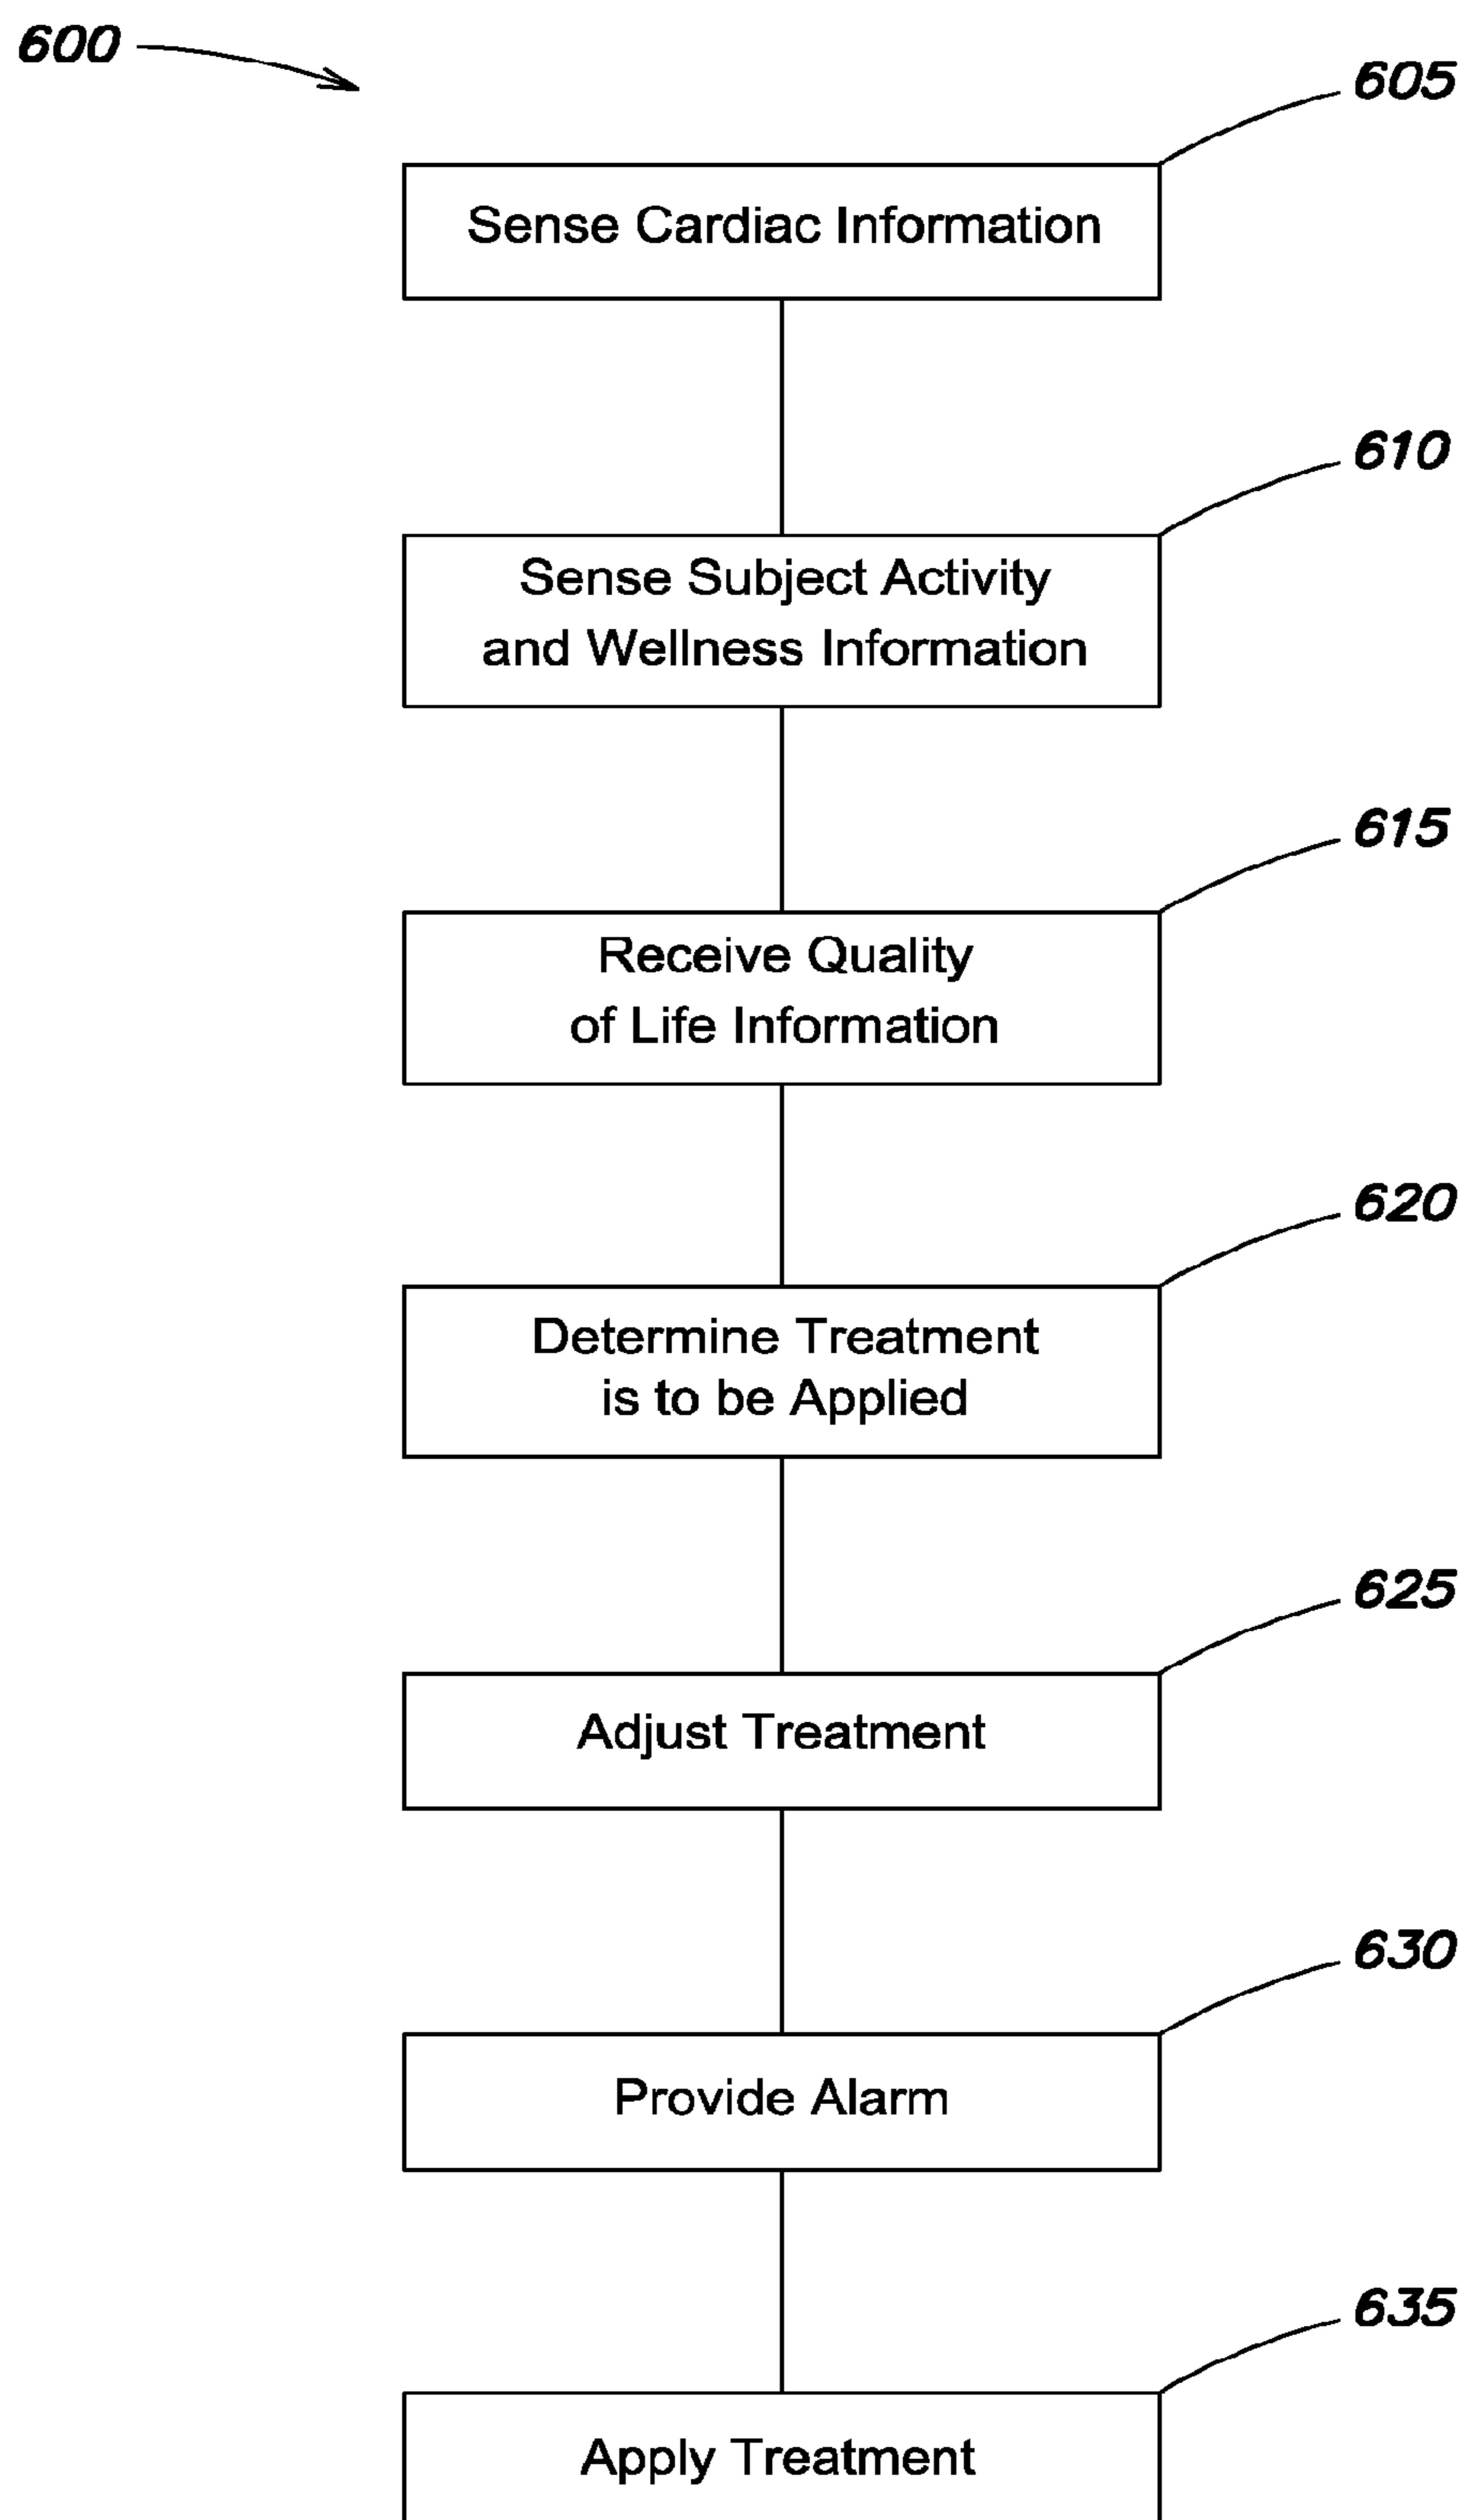 600
605
Sense Cardiac Information
610
Sense Subject Activity
and Wellness Information
615
Receive Quality
of Life Information
620
Determine Treatment
is to be Applied
625
Adjust Treatment
630
Provide Alarm
635
Apply Treatment